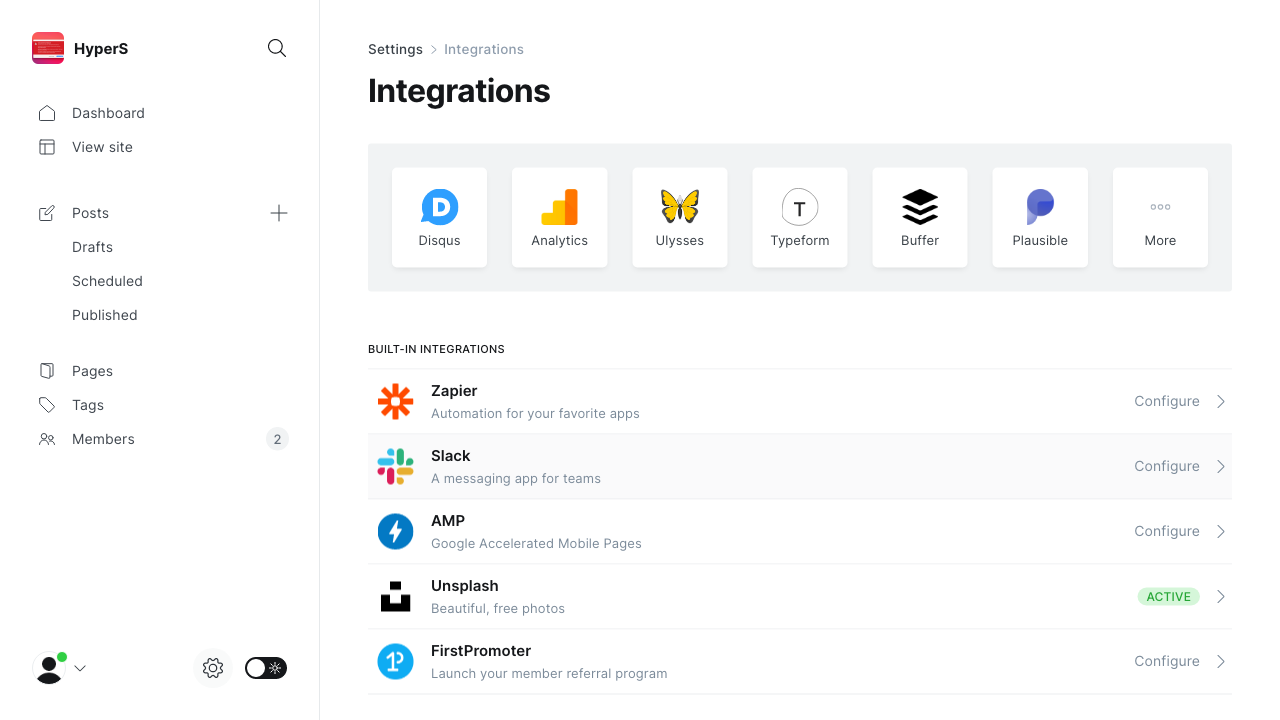 HyperS
Dashboard
View site
Posts
Drafts
Scheduled
Published
Pages
Tags
Members
2
Settings
Integrations
Integrations
Disqus
Analytics
Ulysses
T
Typeform
Buffer
Plausible
More
BUILT-IN INTEGRATIONS
Zapier
Automation for your favorite apps
Configure
Slack
A messaging app for teams
Configure
AMP
Google Accelerated Mobile Pages
Configure
Unsplash
Beautiful, free photos
ACTIVE
FirstPromoter
Launch your member referral program
Configure